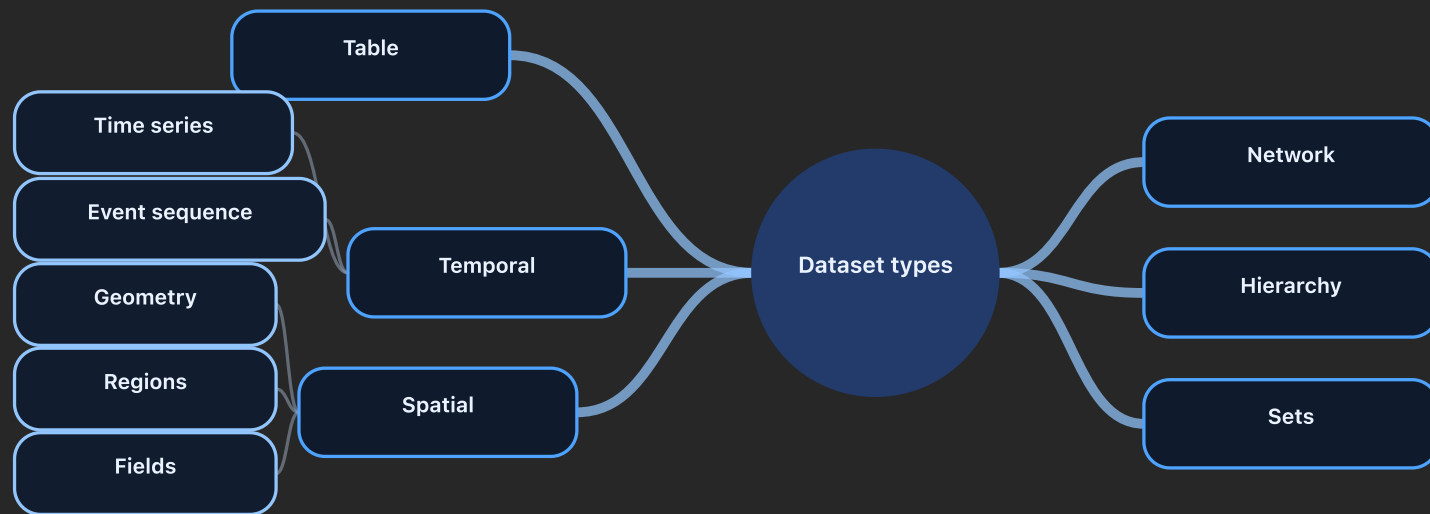 Table
Time series
Event sequence
Temporal
Geometry
Regions
Spatial
Fields
Dataset types
Network
Hierarchy
Sets